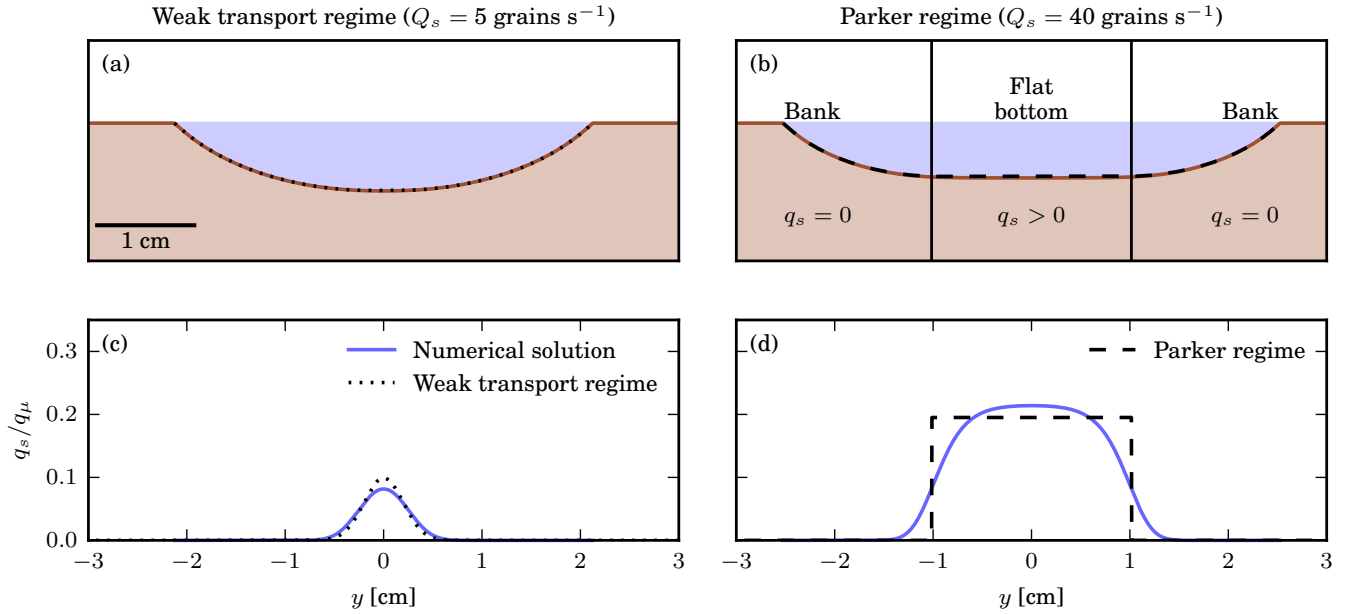 Weak transport regime (Q_s = 5 grains s⁻¹)
Parker regime (Q_s = 40 grains s⁻¹)
(a)
1 cm
(b)
Bank
Flat
bottom
Bank
q_s = 0
q_s > 0
q_s = 0
(c)
Numerical solution
Weak transport regime
q_s/q_μ
0.3
0.2
0.1
0.0
−3 −2 −1 0 1 2 3
y [cm]
(d)
Parker regime
−3 −2 −1 0 1 2 3
y [cm]